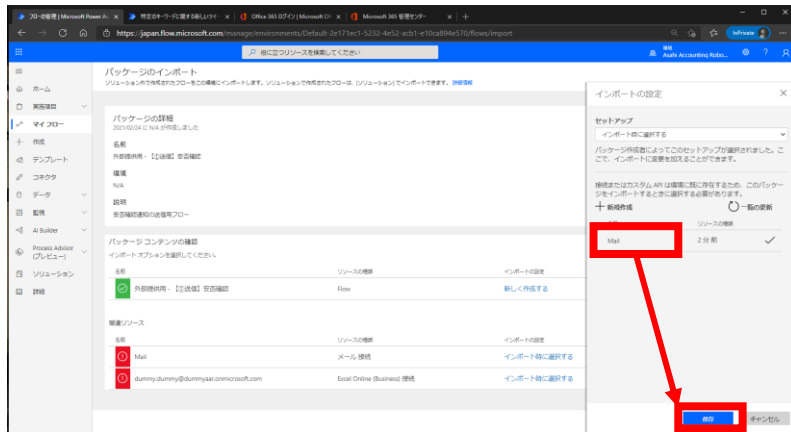 フローの管理 | Microsoft Power Au
特定のキーワードに関する新しいツイー
Office 365 ログイン | Microsoft Off
Microsoft 365 管理センター
https://japan.flow.microsoft.com/manage/environments/Default-2e171ec1-5232-4e52-acb1-e10ca894e570/flows/import
InPrivate
役に立つリソースを検索してください
環境
Asahi Accounting Robo...
ホーム
実施項目
マイ フロー
作成
テンプレート
コネクタ
データ
監視
AI Builder
Process Advisor
(プレビュー)
ソリューション
詳細
パッケージのインポート
ソリューション外で作成されたフローをこの環境にインポートします。ソリューションで作成されたフローは、[ソリューション] でインポートできます。 詳細情報
パッケージの詳細
2021/02/24 に N/A が作成しました
名前
外部提供用 - 【①送信】安否確認
環境
N/A
説明
安否確認通知の送信用フロー
パッケージ コンテンツの確認
インポート オプションを選択してください。
名前 リソースの種類 インポートの設定
外部提供用 - 【①送信】安否確認 Flow 新しく作成する
関連リソース
名前 リソースの種類 インポートの設定
Mail メール 接続 インポート時に選択する
dummy.dummy@dummyaar.onmicrosoft.com Excel Online (Business) 接続 インポート時に選択する
インポートの設定
セットアップ
インポート時に選択する
パッケージ作成者によってこのセットアップが選択されました。こ
こで、インポートに変更を加えることができます。
接続またはカスタム API は環境に既に存在するため、このパッケー
ジをインポートするときに選択する必要があります。
新規作成 一覧の更新
リソースの種類
Mail 2 分 前
保存 キャンセル